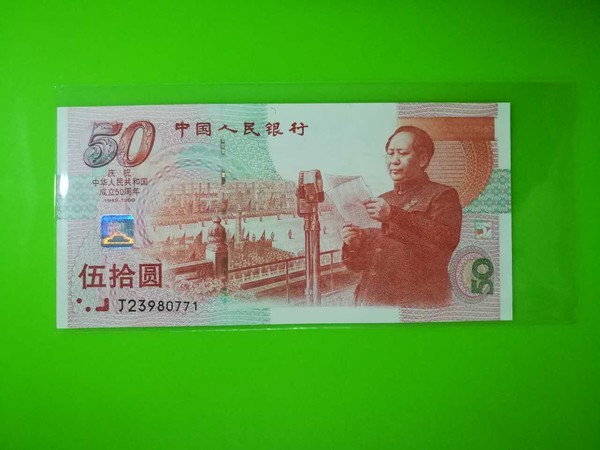 50
中国人民银行
庆祝
中华人民共和国
成立50周年
1949-1999
伍拾圆
J23980771
50